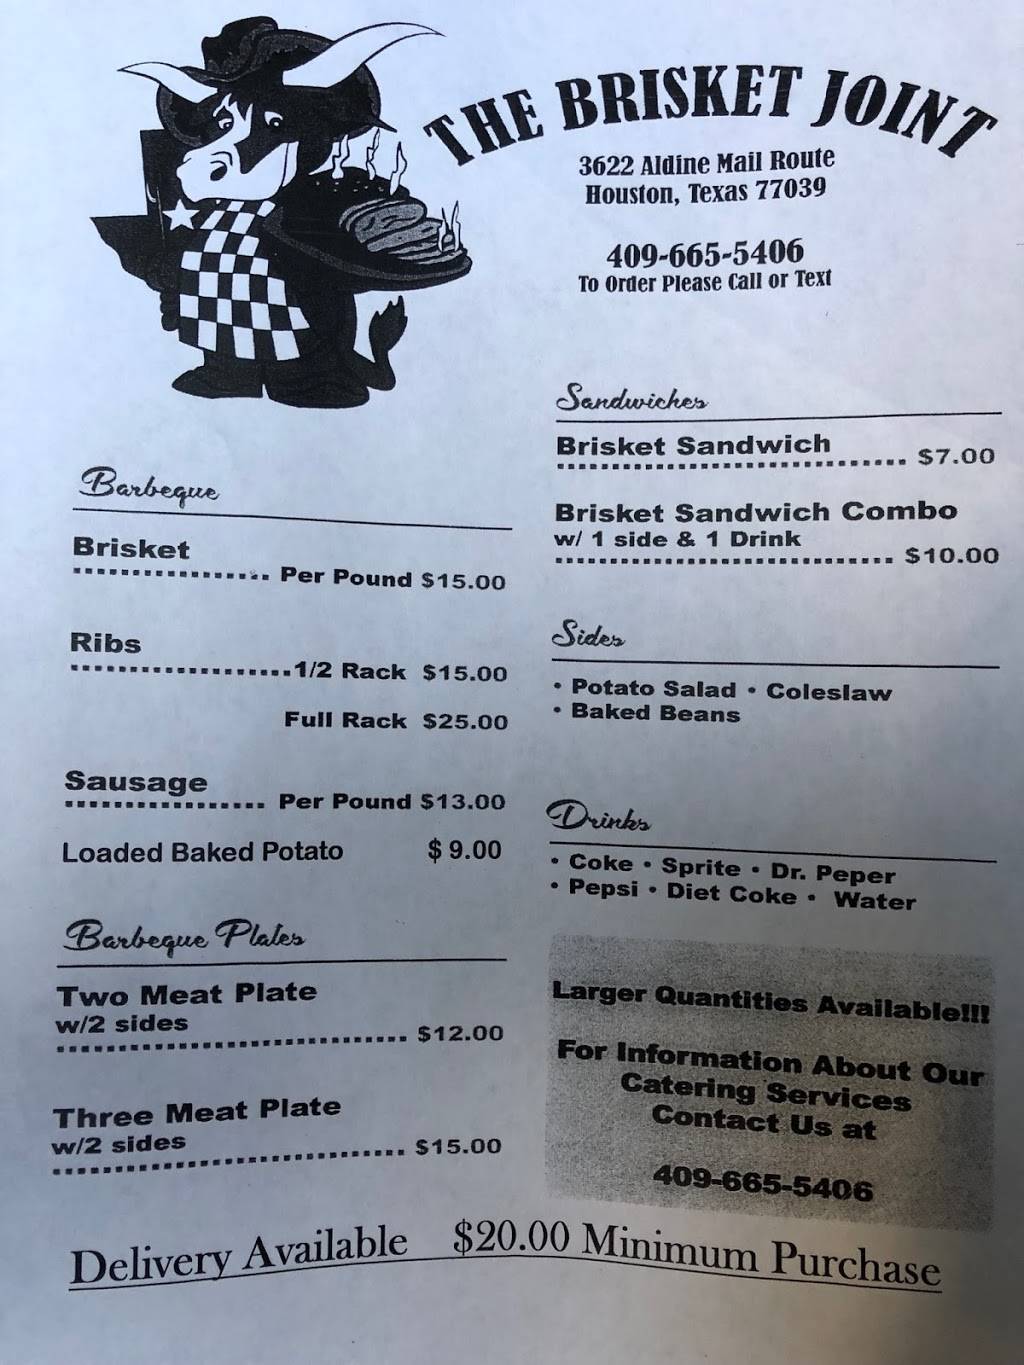 THE BRISKET JOINT
3622 Aldine Mail Route
Houston, Texas 77039
409-665-5406
To Order Please Call or Text
Barbeque
Brisket
Per Pound $15.00
Ribs
1/2 Rack $15.00
Full Rack $25.00
Sausage
Per Pound $13.00
Loaded Baked Potato $ 9.00
Barbeque Plates
Two Meat Plate
w/2 sides
$12.00
Three Meat Plate
w/2 sides
$15.00
Sandwiches
Brisket Sandwich
$7.00
Brisket Sandwich Combo
w/ 1 side & 1 Drink
$10.00
Sides
• Potato Salad • Coleslaw
• Baked Beans
Drinks
• Coke • Sprite • Dr. Peper
• Pepsi • Diet Coke • Water
Larger Quantities Available!!!
For Information About Our
Catering Services
Contact Us at
409-665-5406
Delivery Available $20.00 Minimum Purchase